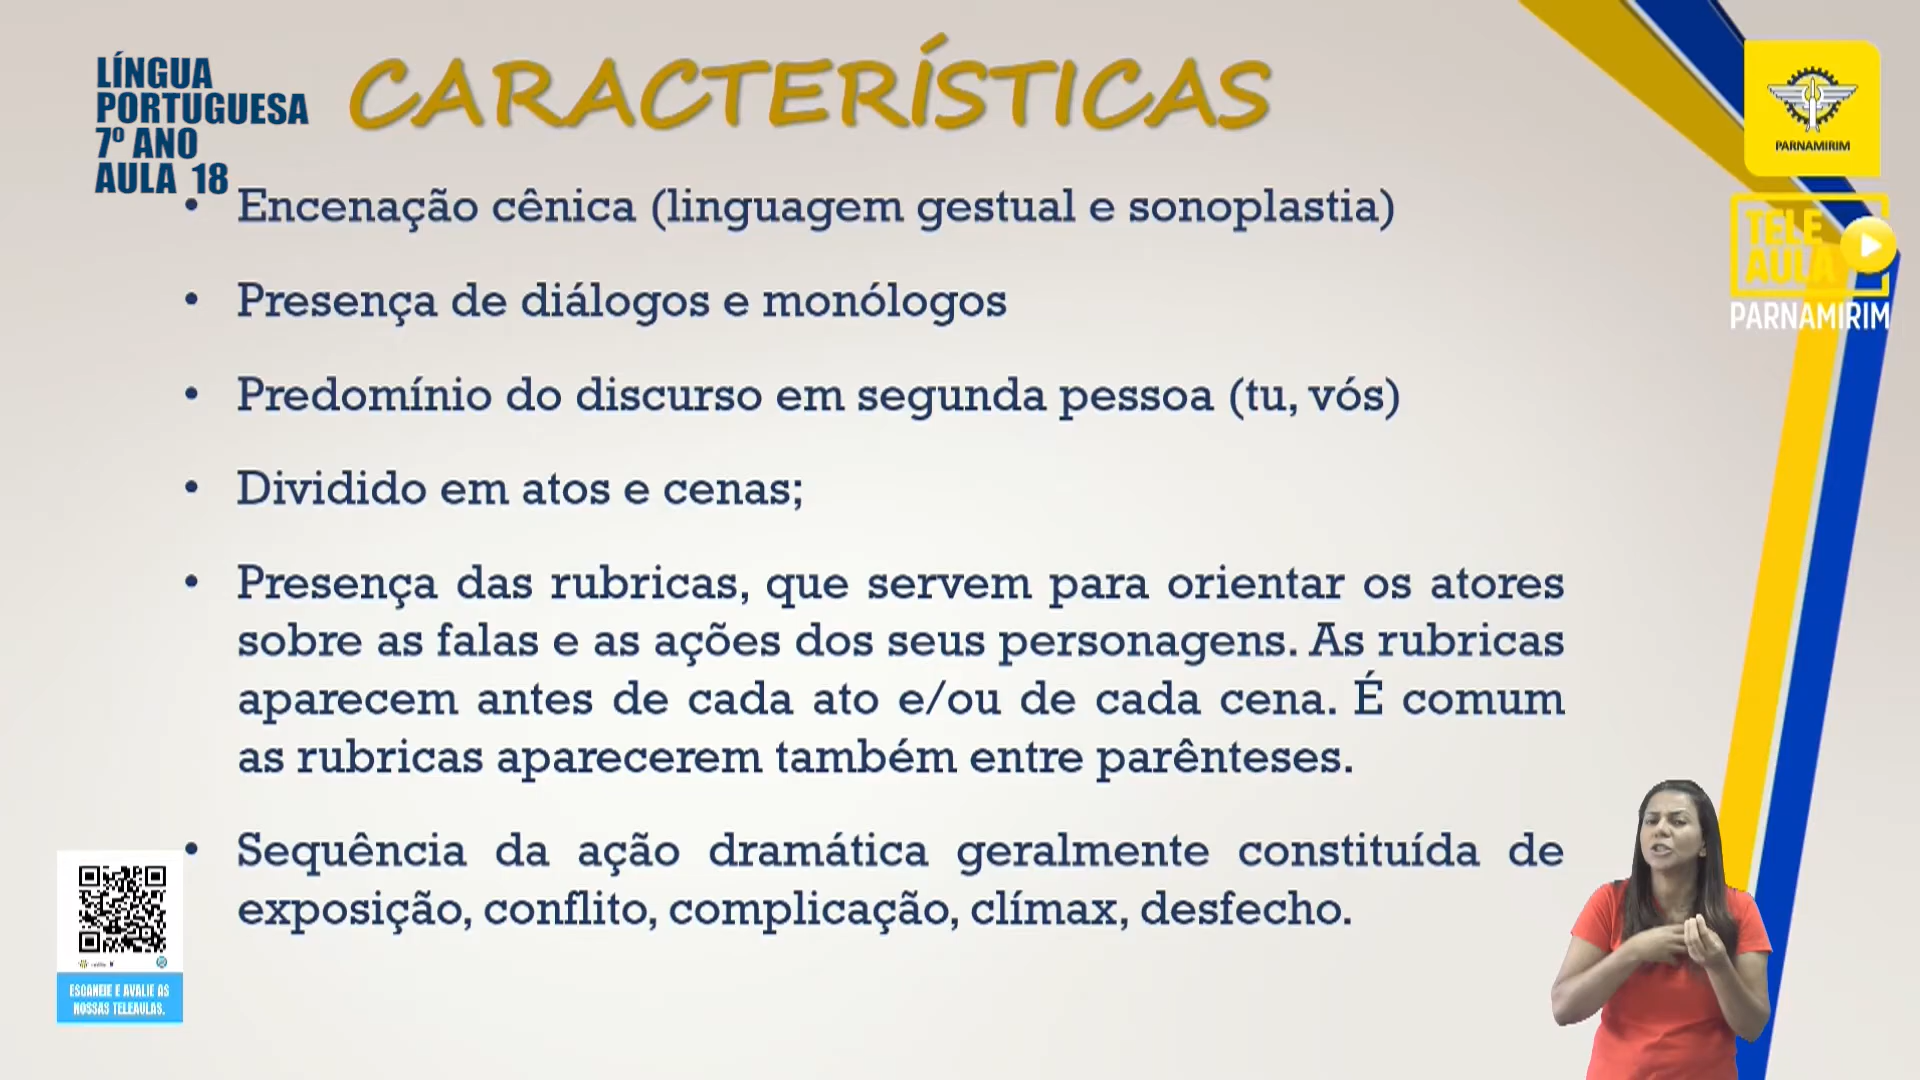 LÍNGUA
PORTUGUESA
7º ANO
AULA 18
CARACTERÍSTICAS
• Encenação cênica (linguagem gestual e sonoplastia)
• Presença de diálogos e monólogos
• Predomínio do discurso em segunda pessoa (tu, vós)
• Dividido em atos e cenas;
• Presença das rubricas, que servem para orientar os atores
sobre as falas e as ações dos seus personagens. As rubricas
aparecem antes de cada ato e/ou de cada cena. É comum
as rubricas aparecerem também entre parênteses.
• Sequência da ação dramática geralmente constituída de
exposição, conflito, complicação, clímax, desfecho.
PARNAMIRIM
TELE
AULA
PARNAMIRIM
ESCANEIE E AVALIE AS
NOSSAS TELEAULAS.